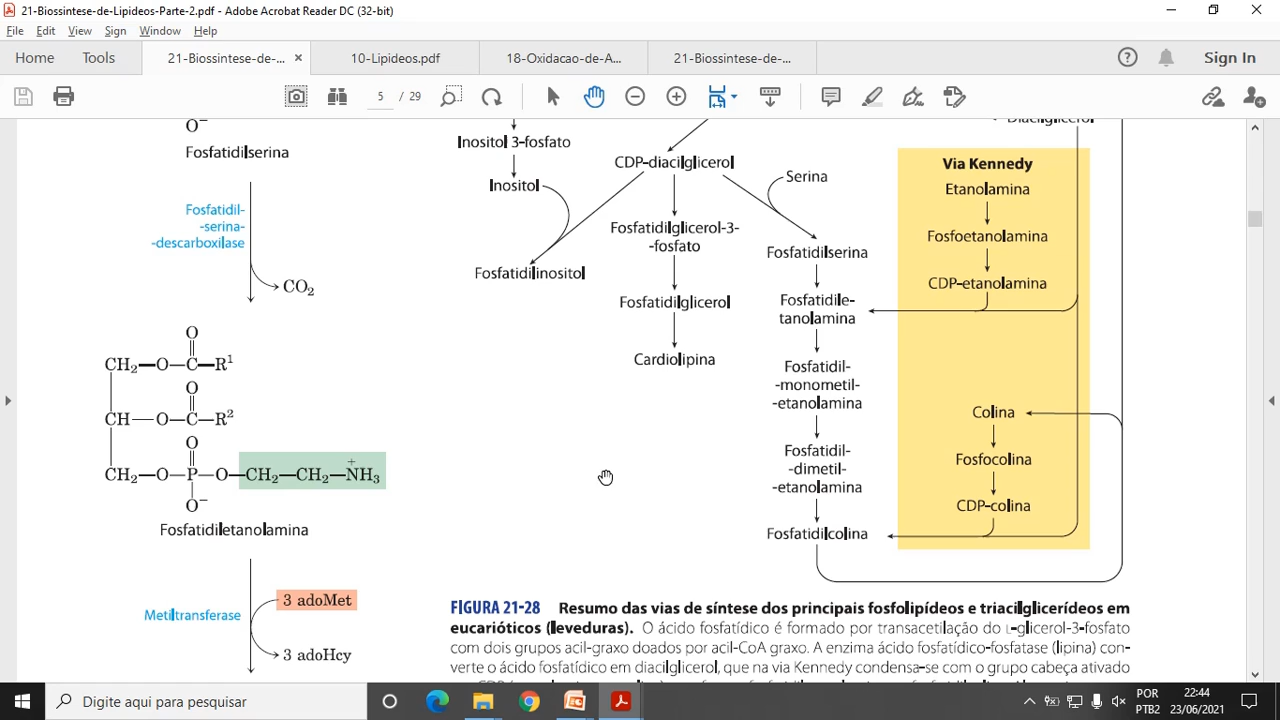 21-Biossintese-de-Lipideos-Parte-2.pdf - Adobe Acrobat Reader DC (32-bit)
File Edit View Sign Window Help
Home Tools 21-Biossintese-de-... × 10-Lipideos.pdf 18-Oxidacao-de-A... 21-Biossintese-de-... Sign In
5 / 29
O⁻
Fosfatidilserina
Fosfatidil-
-serina-
-descarboxilase
CO₂
O
CH₂—O—C—R¹
O
CH—O—C—R²
O
CH₂—O—P—O—CH₂—CH₂—N⁺H₃
O⁻
Fosfatidiletanolamina
Metiltransferase
3 adoMet
3 adoHcy
Inositol 3-fosfato
Inositol
Fosfatidilinositol
CDP-diacilglicerol
Fosfatidilglicerol-3-
-fosfato
Fosfatidilglicerol
Cardiolipina
Serina
Fosfatidilserina
Fosfatidile-
tanolamina
Fosfatidil-
-monometil-
-etanolamina
Fosfatidil-
-dimetil-
-etanolamina
Fosfatidilcolina
Diacilglicerol
Via Kennedy
Etanolamina
Fosfoetanolamina
CDP-etanolamina
Colina
Fosfocolina
CDP-colina
FIGURA 21-28 Resumo das vias de síntese dos principais fosfolipídeos e triacilglicerídeos em
eucarióticos (leveduras). O ácido fosfatídico é formado por transacetilação do L-glicerol-3-fosfato
com dois grupos acil-graxo doados por acil-CoA graxo. A enzima ácido fosfatídico-fosfatase (lipina) con-
verte o ácido fosfatídico em diacilglicerol, que na via Kennedy condensa-se com o grupo cabeça ativado
Digite aqui para pesquisar
POR
PTB2
22:44
23/06/2021